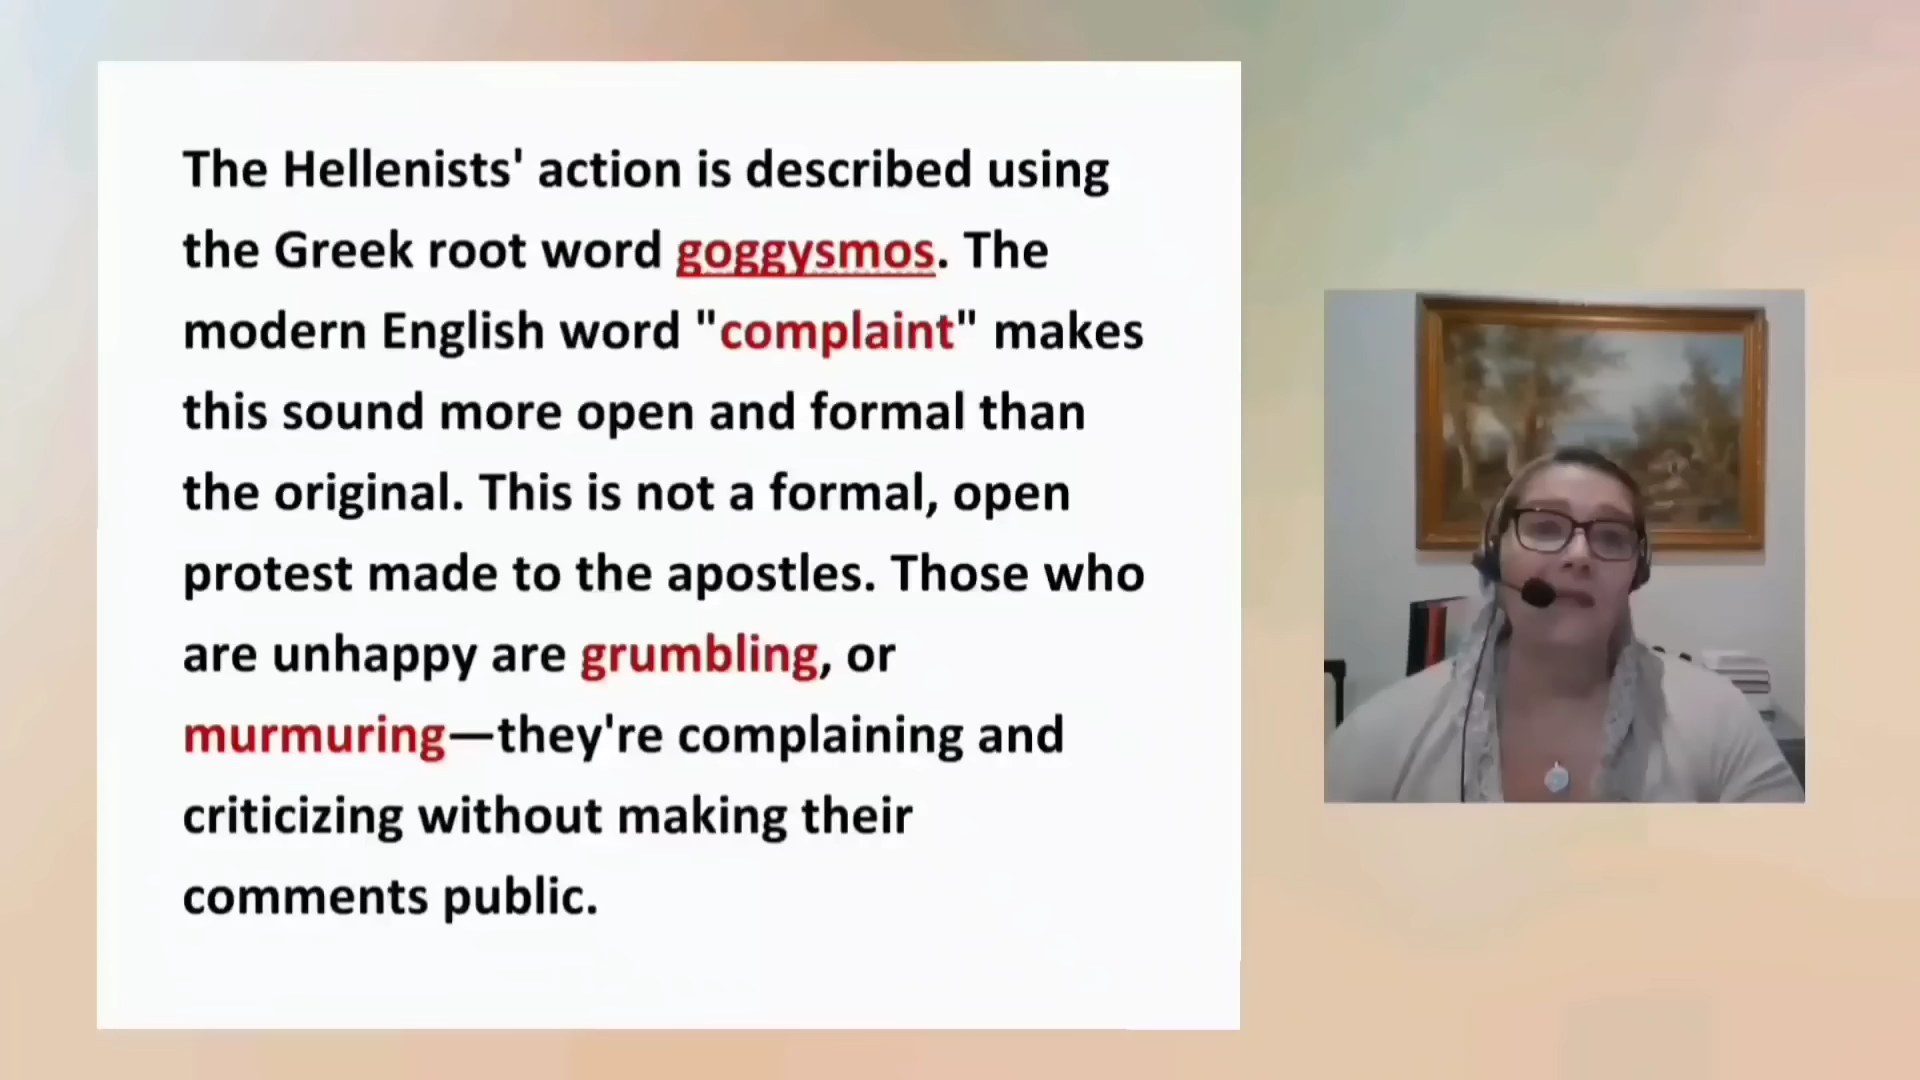 The Hellenists' action is described using
the Greek root word goggysmos. The
modern English word "complaint" makes
this sound more open and formal than
the original. This is not a formal, open
protest made to the apostles. Those who
are unhappy are grumbling, or
murmuring—they're complaining and
criticizing without making their
comments public.